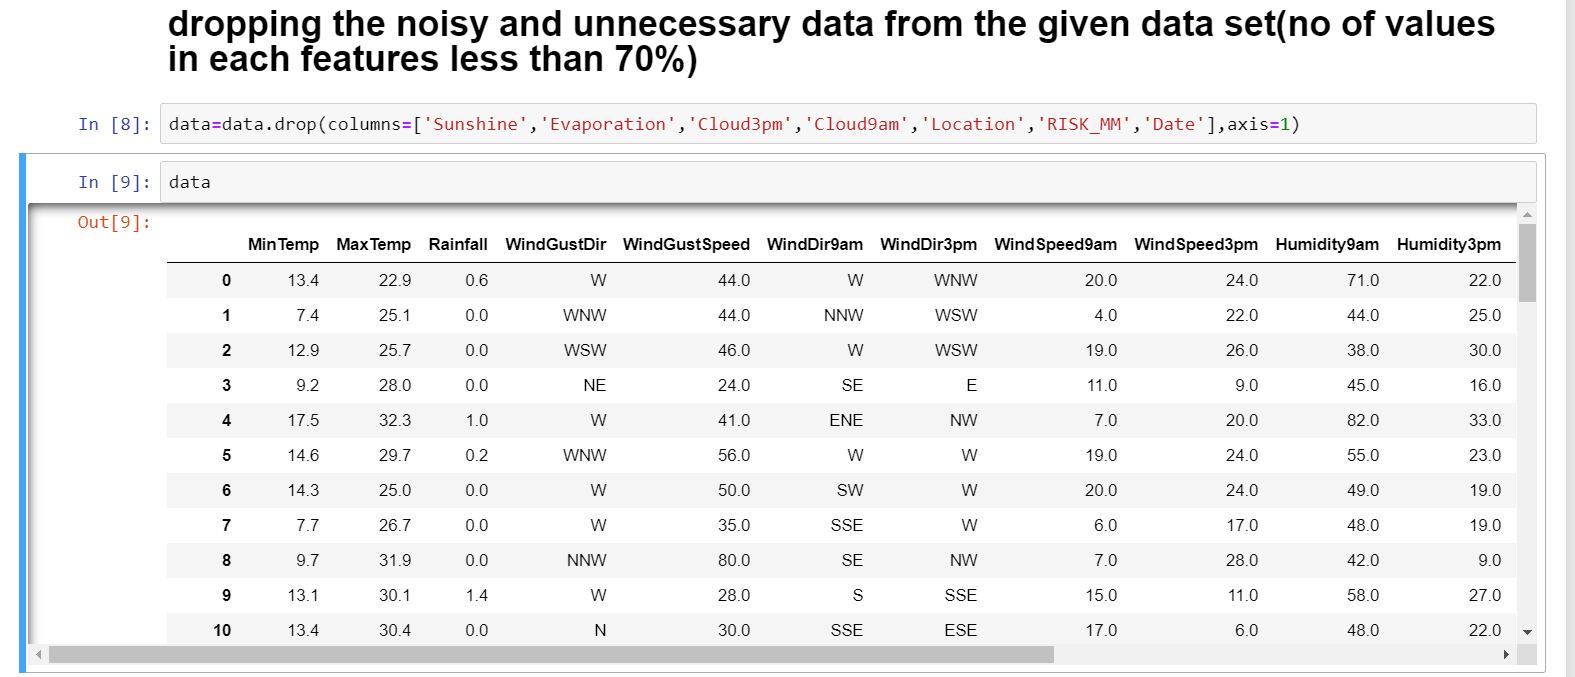 dropping the noisy and unnecessary data from the given data set(no of values
in each features less than 70%)
In [8]: data=data.drop(columns=['Sunshine','Evaporation','Cloud3pm','Cloud9am','Location','RISK_MM','Date'],axis=1)
In [9]: data
Out[9]:
MinTemp MaxTemp Rainfall WindGustDir WindGustSpeed WindDir9am WindDir3pm WindSpeed9am WindSpeed3pm Humidity9am Humidity3pm
0 13.4 22.9 0.6 W 44.0 W WNW 20.0 24.0 71.0 22.0
1 7.4 25.1 0.0 WNW 44.0 NNW WSW 4.0 22.0 44.0 25.0
2 12.9 25.7 0.0 WSW 46.0 W WSW 19.0 26.0 38.0 30.0
3 9.2 28.0 0.0 NE 24.0 SE E 11.0 9.0 45.0 16.0
4 17.5 32.3 1.0 W 41.0 ENE NW 7.0 20.0 82.0 33.0
5 14.6 29.7 0.2 WNW 56.0 W W 19.0 24.0 55.0 23.0
6 14.3 25.0 0.0 W 50.0 SW W 20.0 24.0 49.0 19.0
7 7.7 26.7 0.0 W 35.0 SSE W 6.0 17.0 48.0 19.0
8 9.7 31.9 0.0 NNW 80.0 SE NW 7.0 28.0 42.0 9.0
9 13.1 30.1 1.4 W 28.0 S SSE 15.0 11.0 58.0 27.0
10 13.4 30.4 0.0 N 30.0 SSE ESE 17.0 6.0 48.0 22.0